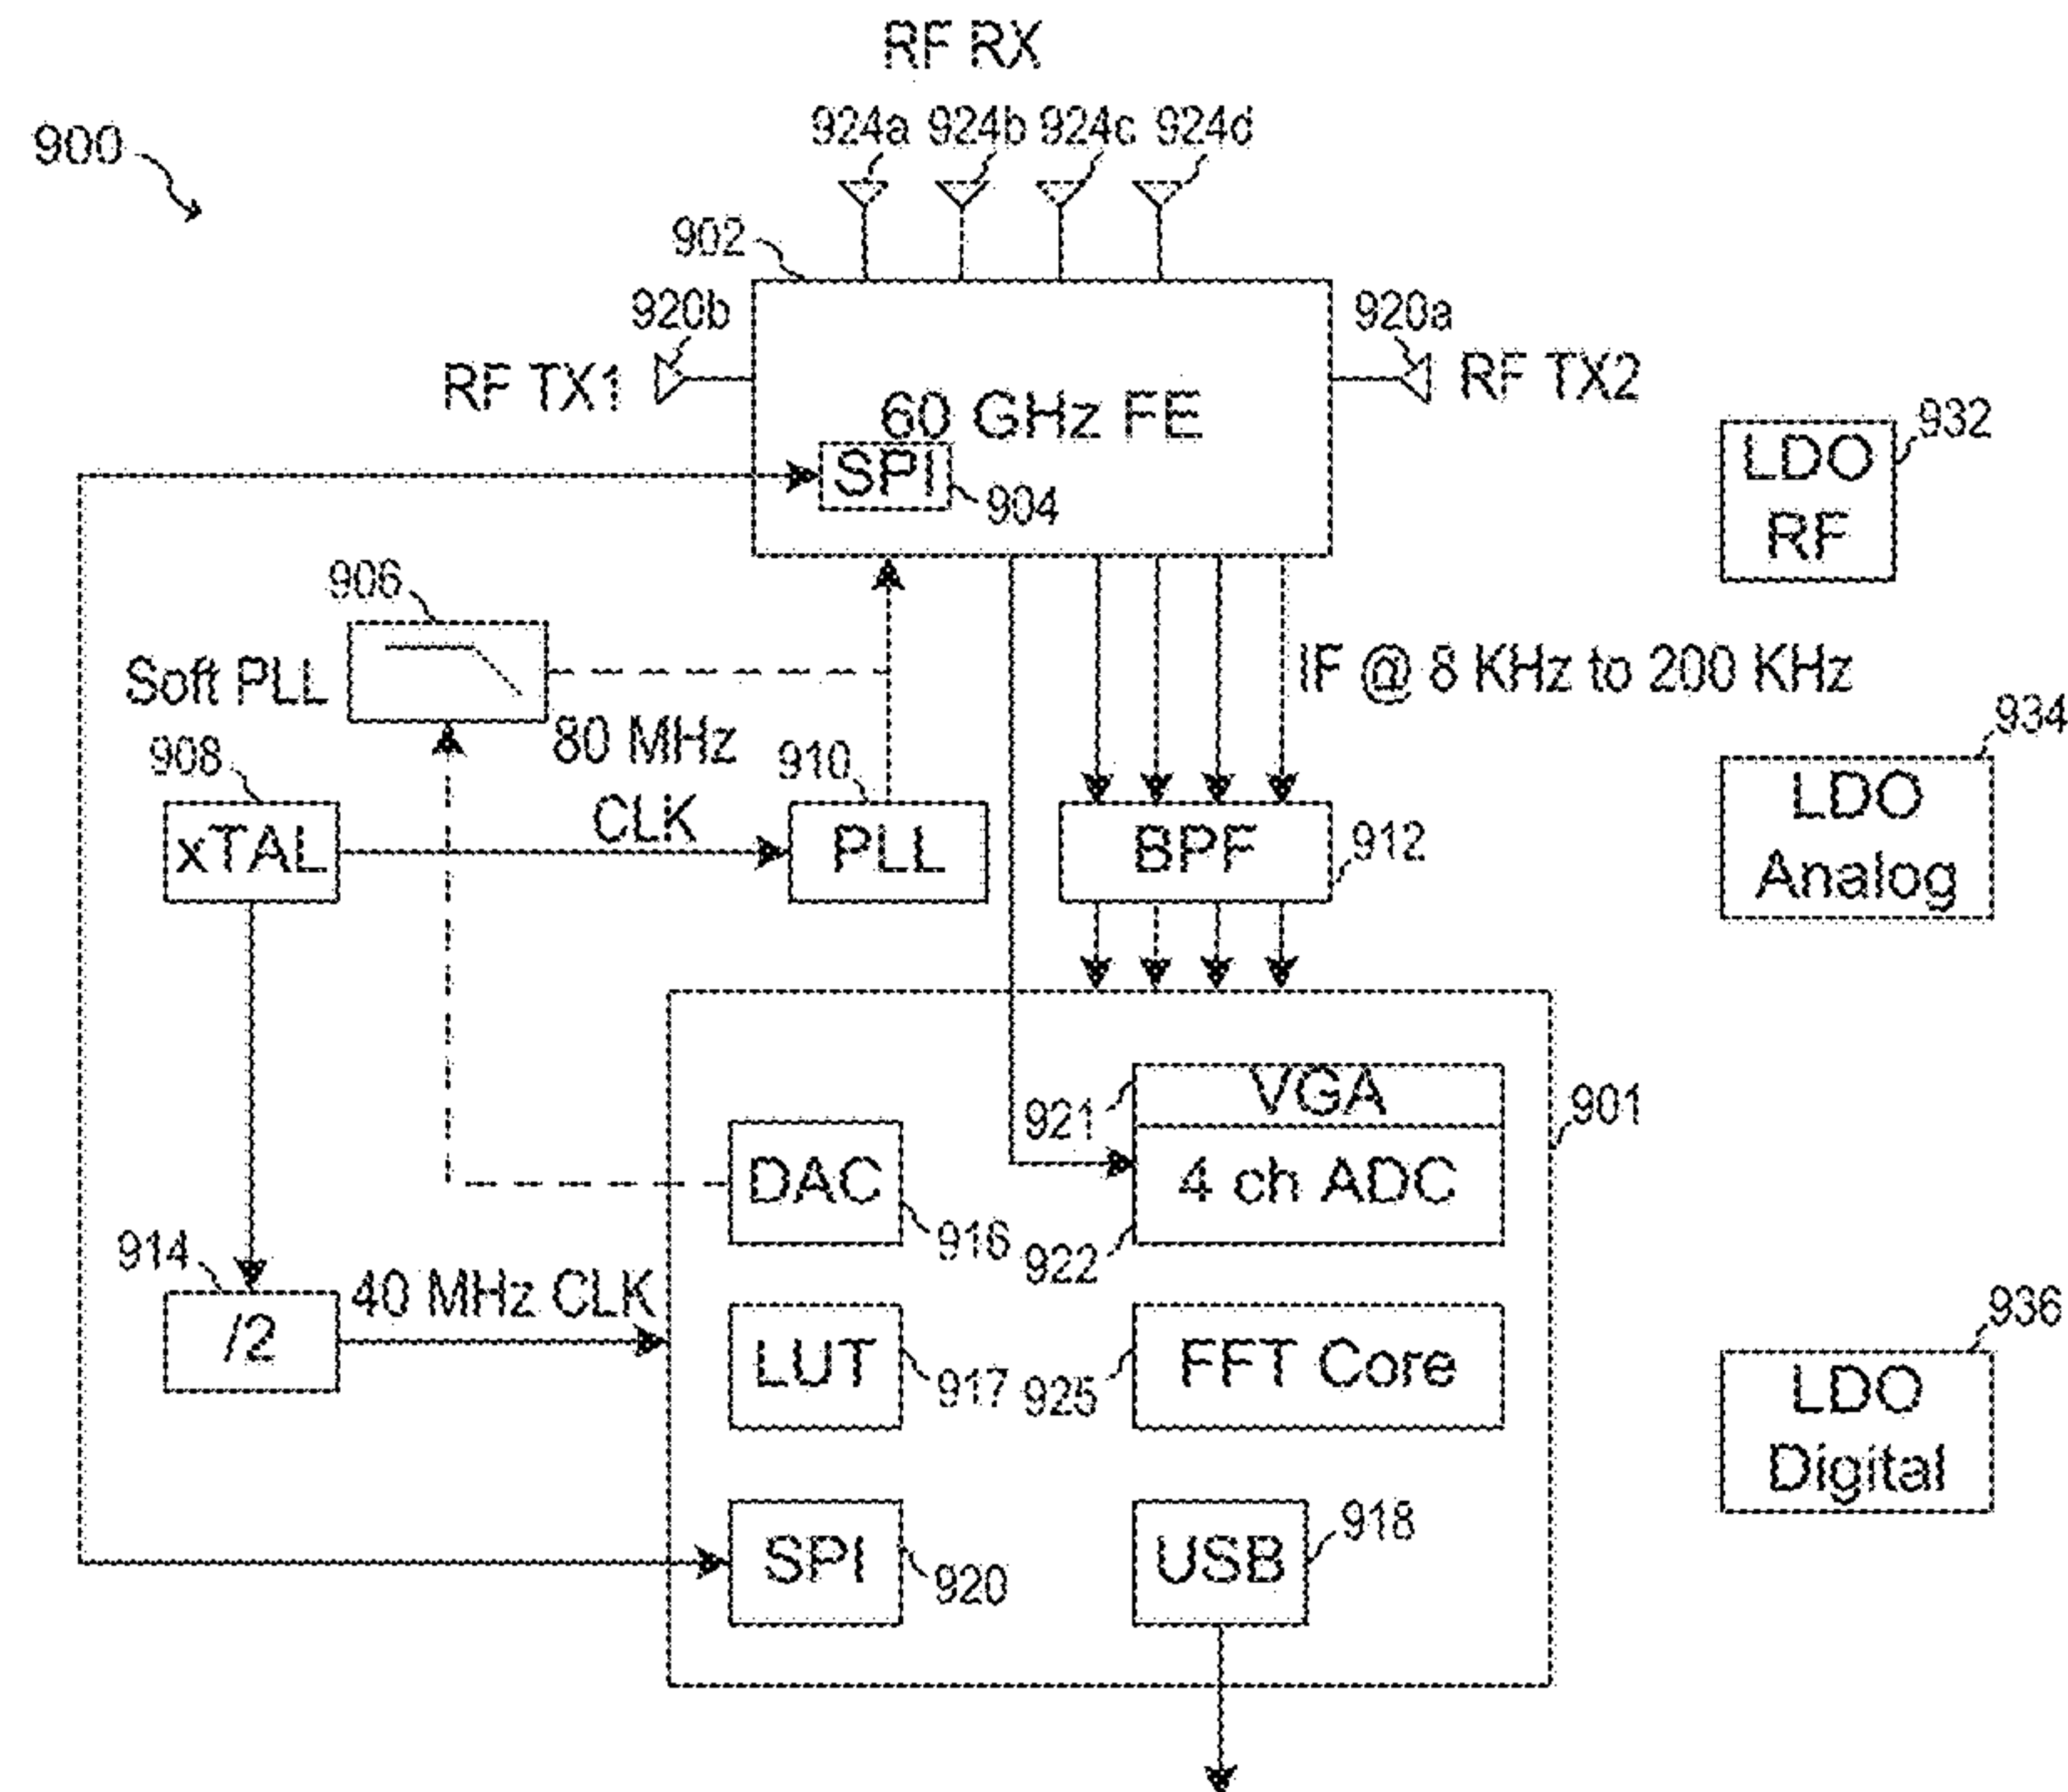 RF RX
924a 924b 924c 924d
900
902
920b
920a
RF TX1
RF TX2
60 GHz FE
SPI
904
932
LDO
RF
906
Soft PLL
IF @ 8 KHz to 200 KHz
80 MHz
CLK
908
xTAL
910
PLL
BPF
912
934
LDO
Analog
921
VGA
901
4 ch ADC
922
DAC
916
914
/2
40 MHz CLK
LUT
917
925
FFT Core
936
LDO
Digital
SPI
920
USB
918